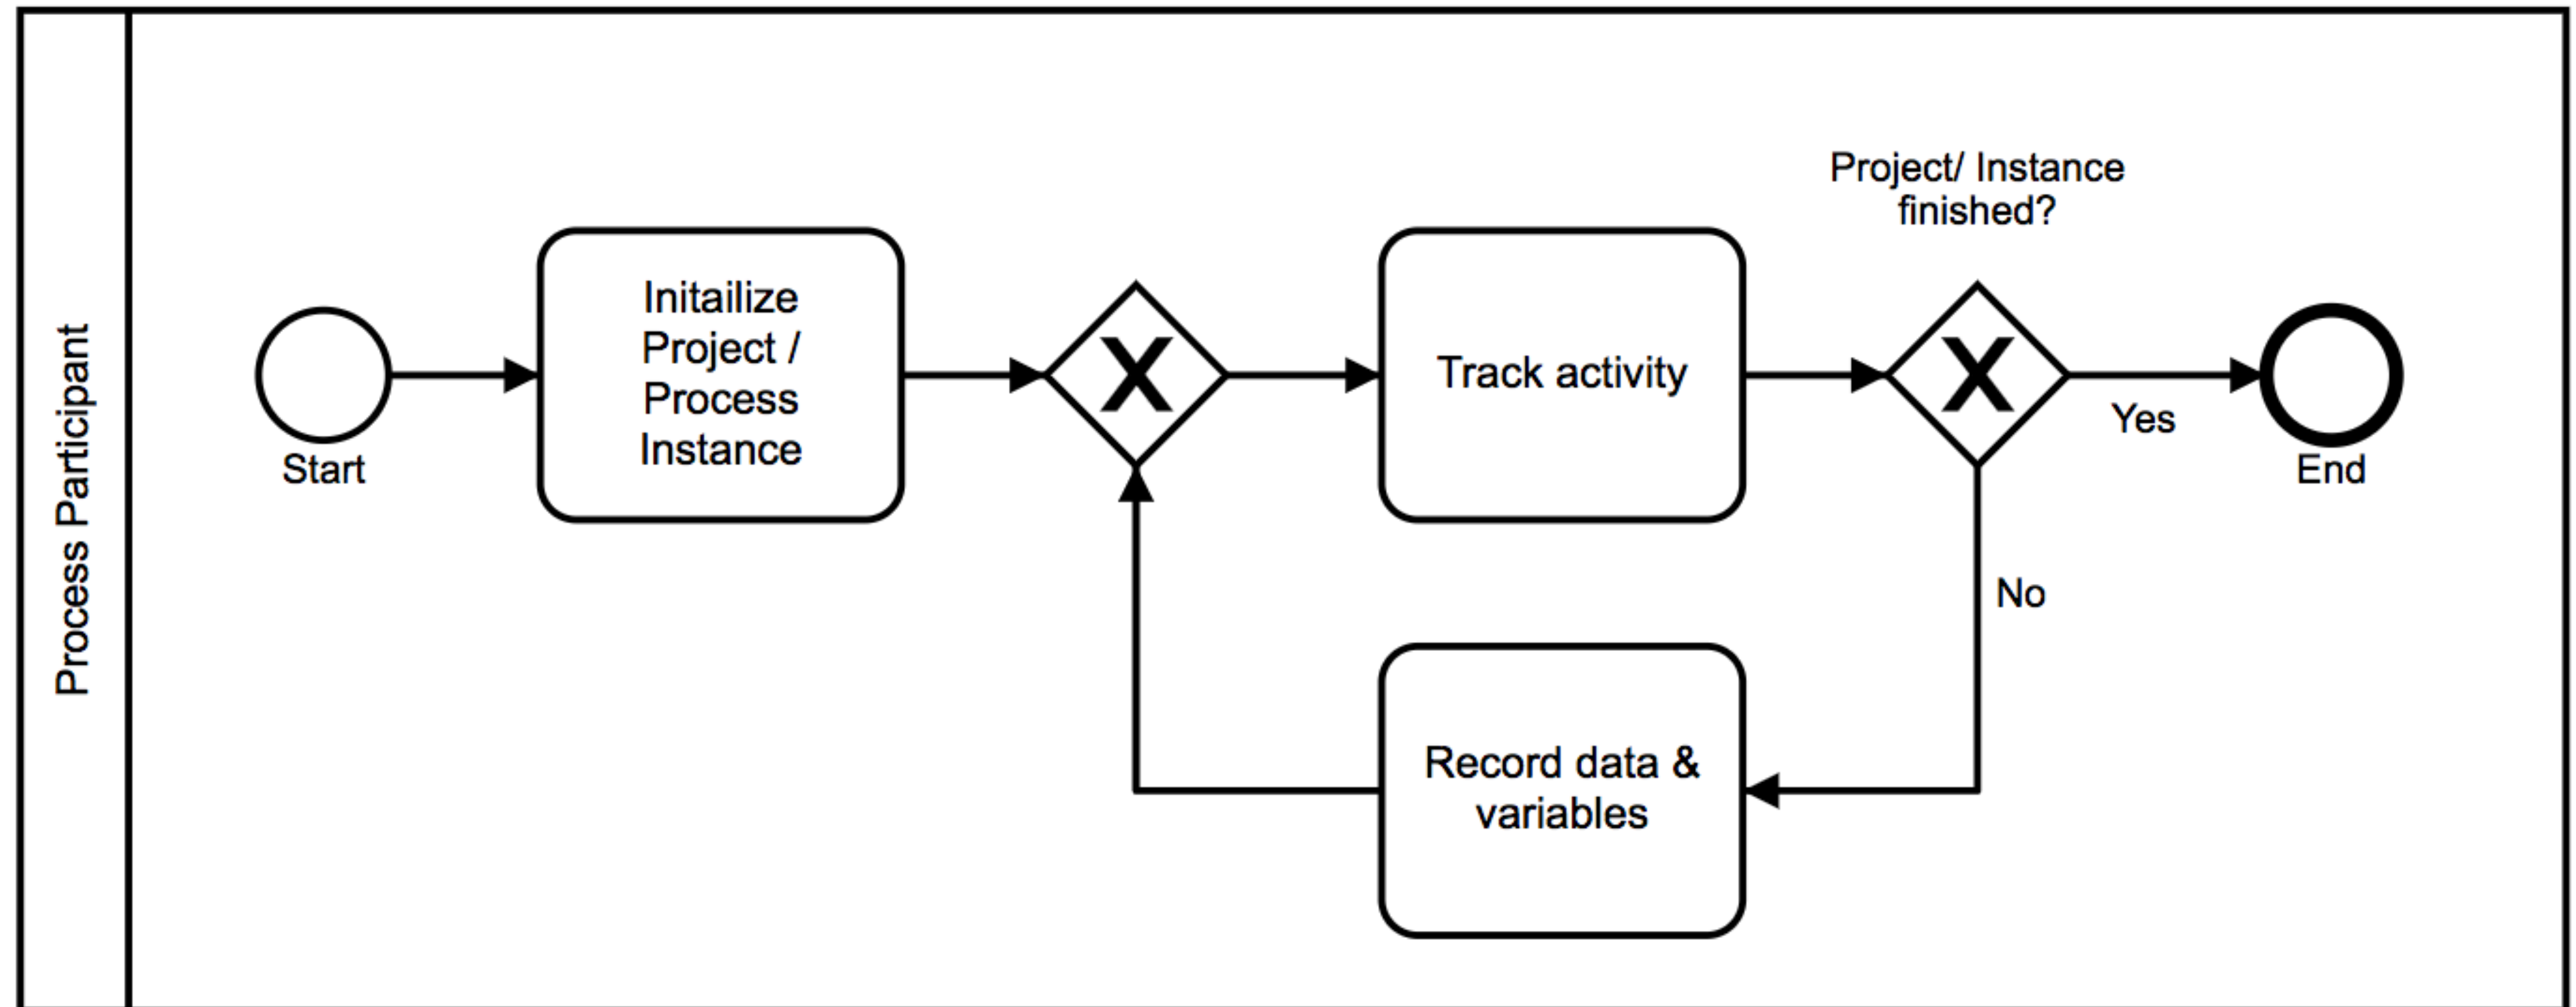 Process Participant
Start
Initailize
Project /
Process
Instance
X
Track activity
Project/ Instance
finished?
X
Yes
End
No
Record data &
variables